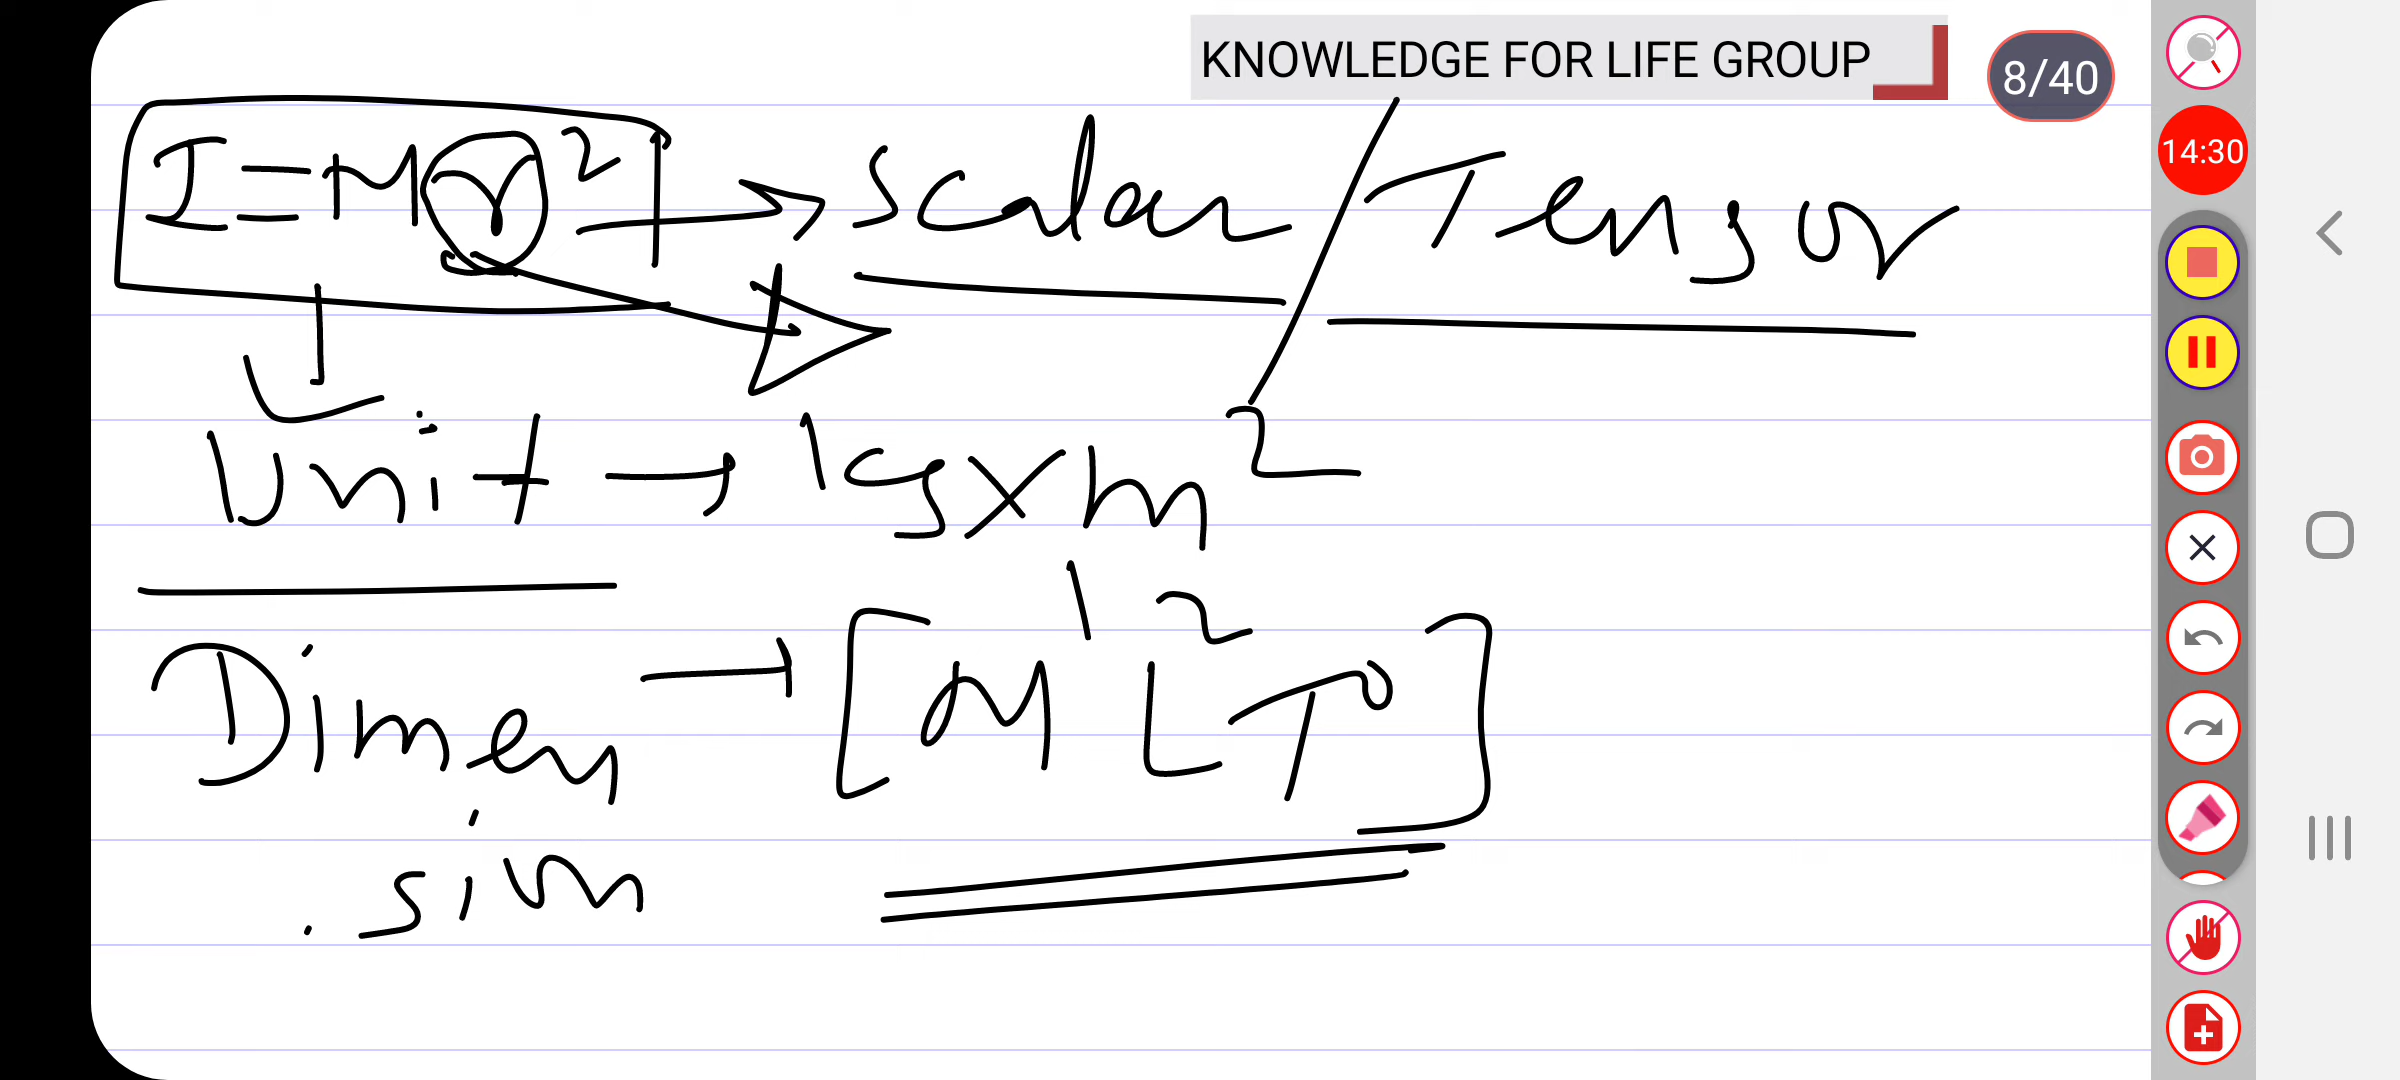 KNOWLEDGE FOR LIFE GROUP
8/40
14:30
I=Mr² → scalar / Tensor
Unit → kg×m²
Dimen → [M¹L²T⁰]
sion